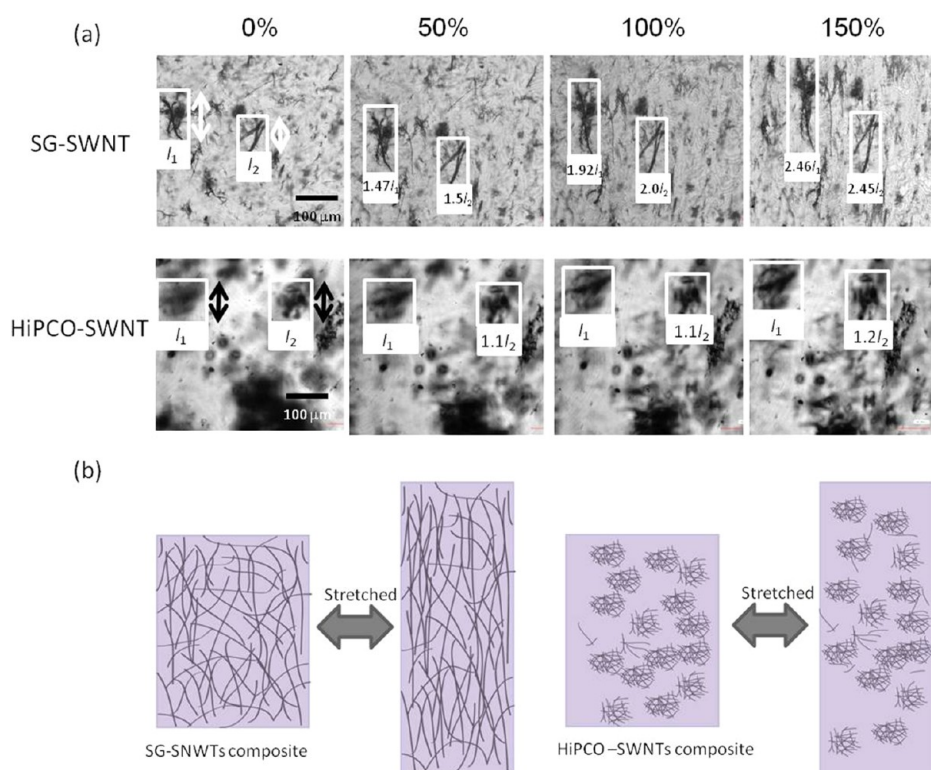 (a)
0% 50% 100% 150%
SG-SWNT
l1 l2 100 μm
1.47l1 1.5l2
1.92l1 2.0l2
2.46l1 2.45l2
HiPCO-SWNT
l1 l2 100 μm
l1 1.1l2
l1 1.1l2
l1 1.2l2
(b)
Stretched
SG-SNWTs composite
Stretched
HiPCO –SWNTs composite